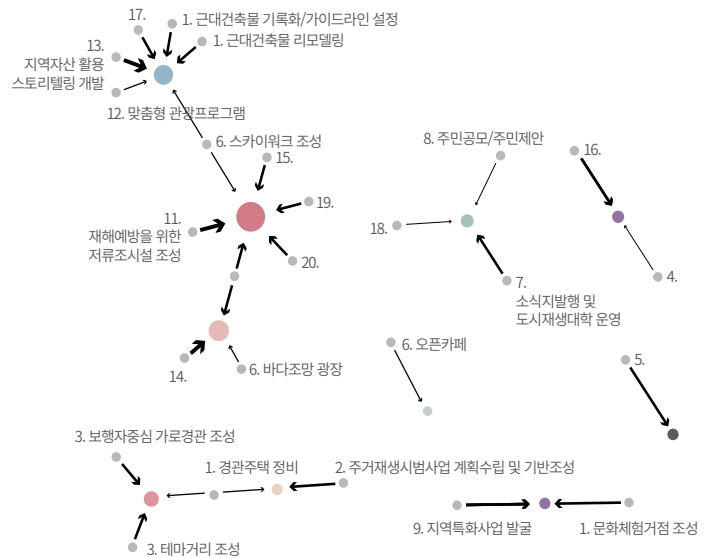 17.
1. 근대건축물 기록화/가이드라인 설정
1. 근대건축물 리모델링
13.
지역자산 활용
스토리텔링 개발
12. 맞춤형 관광프로그램
6. 스카이워크 조성
15.
19.
11.
재해예방을 위한
저류조시설 조성
20.
14.
6. 바다조망 광장
8. 주민공모/주민제안
16.
18.
7.
소식지발행 및
도시재생대학 운영
4.
6. 오픈카페
5.
3. 보행자중심 가로경관 조성
1. 경관주택 정비
2. 주거재생시범사업 계획수립 및 기반조성
3. 테마거리 조성
9. 지역특화사업 발굴
1. 문화체험거점 조성